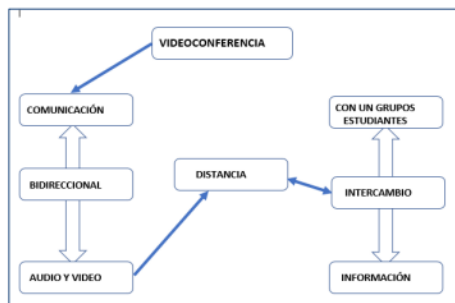 VIDEOCONFERENCIA
COMUNICACIÓN
CON UN GRUPOS
ESTUDIANTES
DISTANCIA
BIDIRECCIONAL
INTERCAMBIO
AUDIO Y VIDEO
INFORMACIÓN